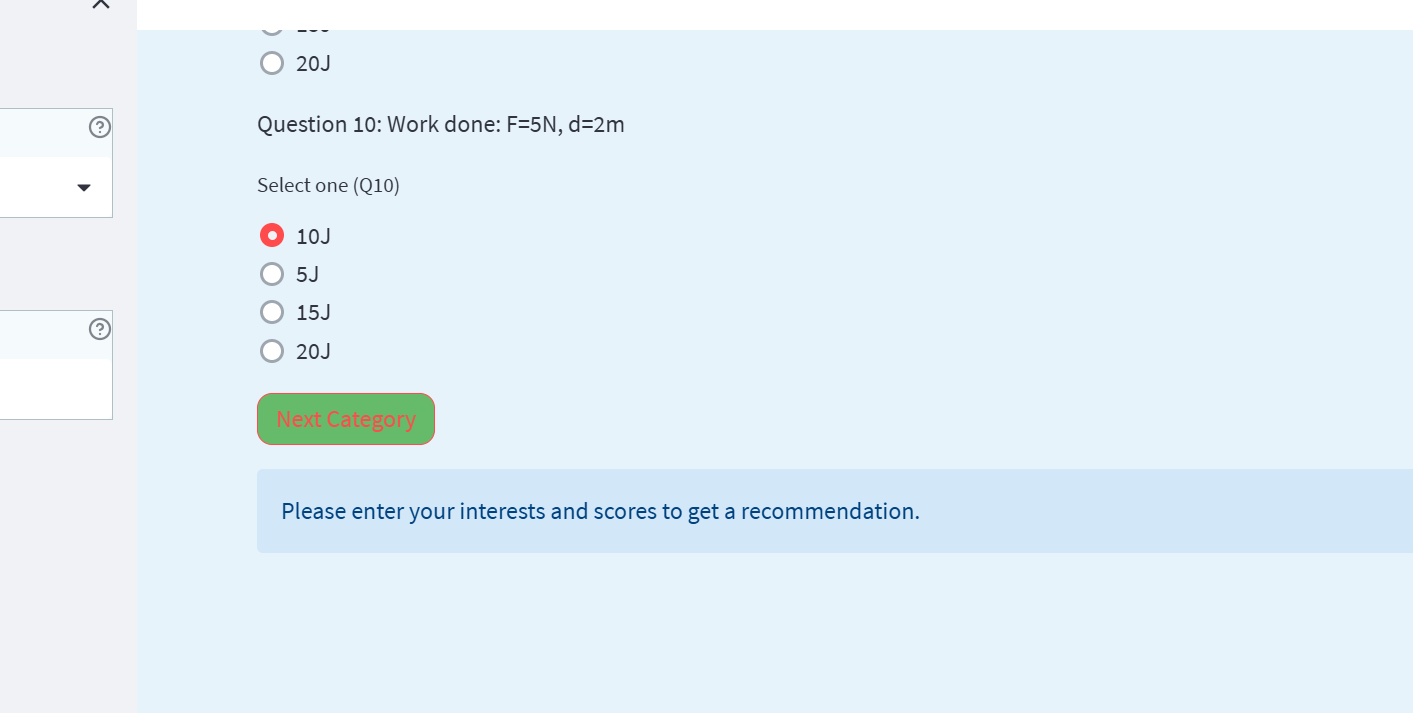 20J
Question 10: Work done: F=5N, d=2m
Select one (Q10)
10J
5J
15J
20J
Next Category
Please enter your interests and scores to get a recommendation.